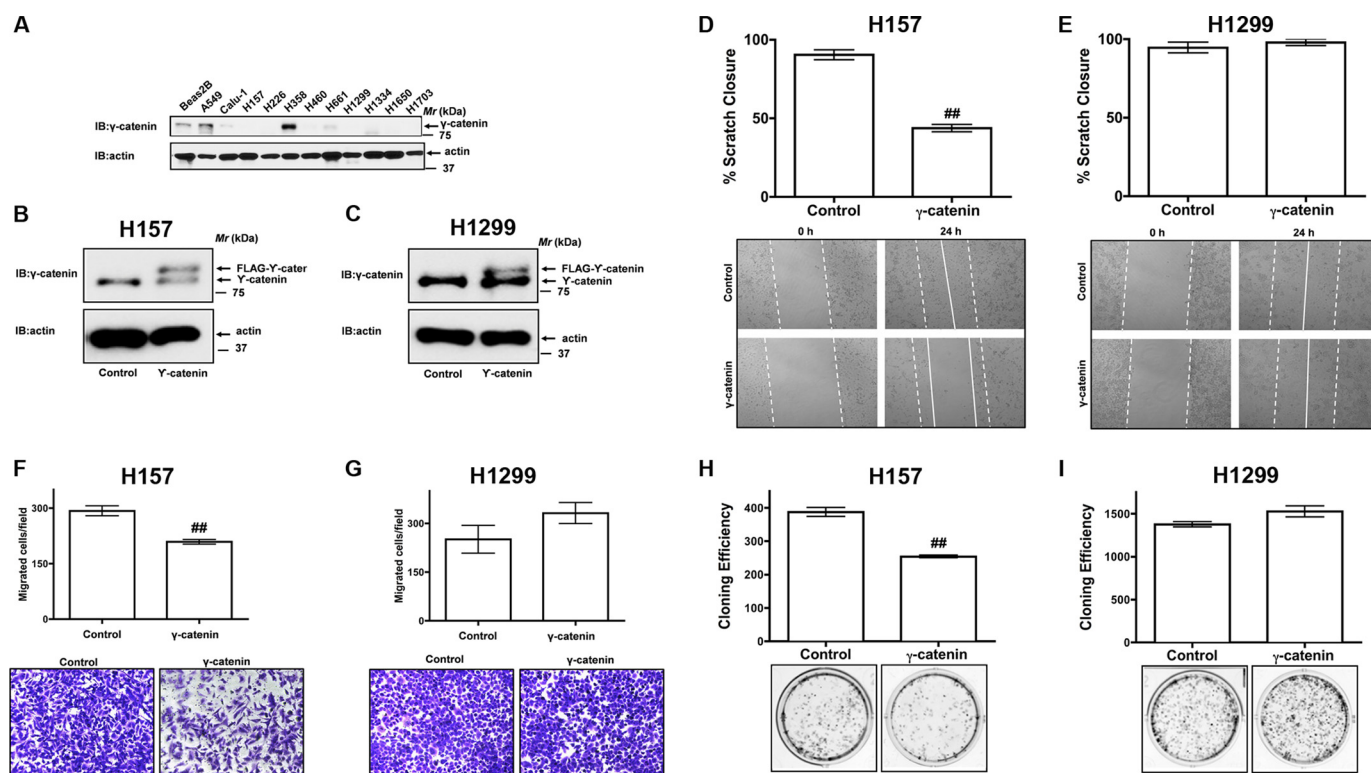 A
Beas2B A549 Calu-1 H157 H226 H358 H460 H661 H1299 H1334 H1650 H1703
Mr (kDa)
IB:γ-catenin
γ-catenin
75
IB:actin
actin
37
B
H157
Mr (kDa)
IB:γ-catenin
FLAG-ϒ-cater
ϒ-catenin
75
IB:actin
actin
37
Control ϒ-catenin
C
H1299
Mr (kDa)
IB:γ-catenin
FLAG-ϒ-catenin
ϒ-catenin
75
IB:actin
actin
37
Control ϒ-catenin
D
H157
% Scratch Closure
100
50
0
##
Control γ-catenin
0 h 24 h
Control
γ-catenin
E
H1299
% Scratch Closure
100
50
0
Control γ-catenin
0 h 24 h
Control
γ-catenin
F
H157
Migrated cells/field
300
150
0
##
Control γ-catenin
Control γ-catenin
G
H1299
Migrated cells/field
300
150
0
Control γ-catenin
Control γ-catenin
H
H157
Cloning Efficiency
400
300
200
100
0
##
Control γ-catenin
I
H1299
Cloning Efficiency
1500
1000
500
0
Control γ-catenin